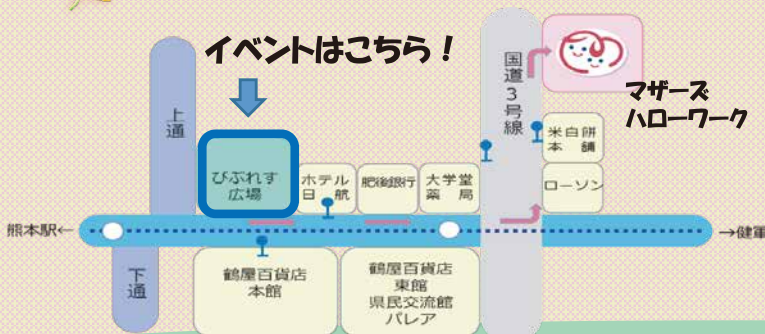 イベントはこちら!
国道3号線
マザーズ
ハローワーク
上通
びぷれす
広場
ホテル
日航
肥後銀行
大学堂
薬局
米白餅
本舗
ローソン
熊本駅←
→健軍
下通
鶴屋百貨店
本館
鶴屋百貨店
東館
県民交流館
パレア